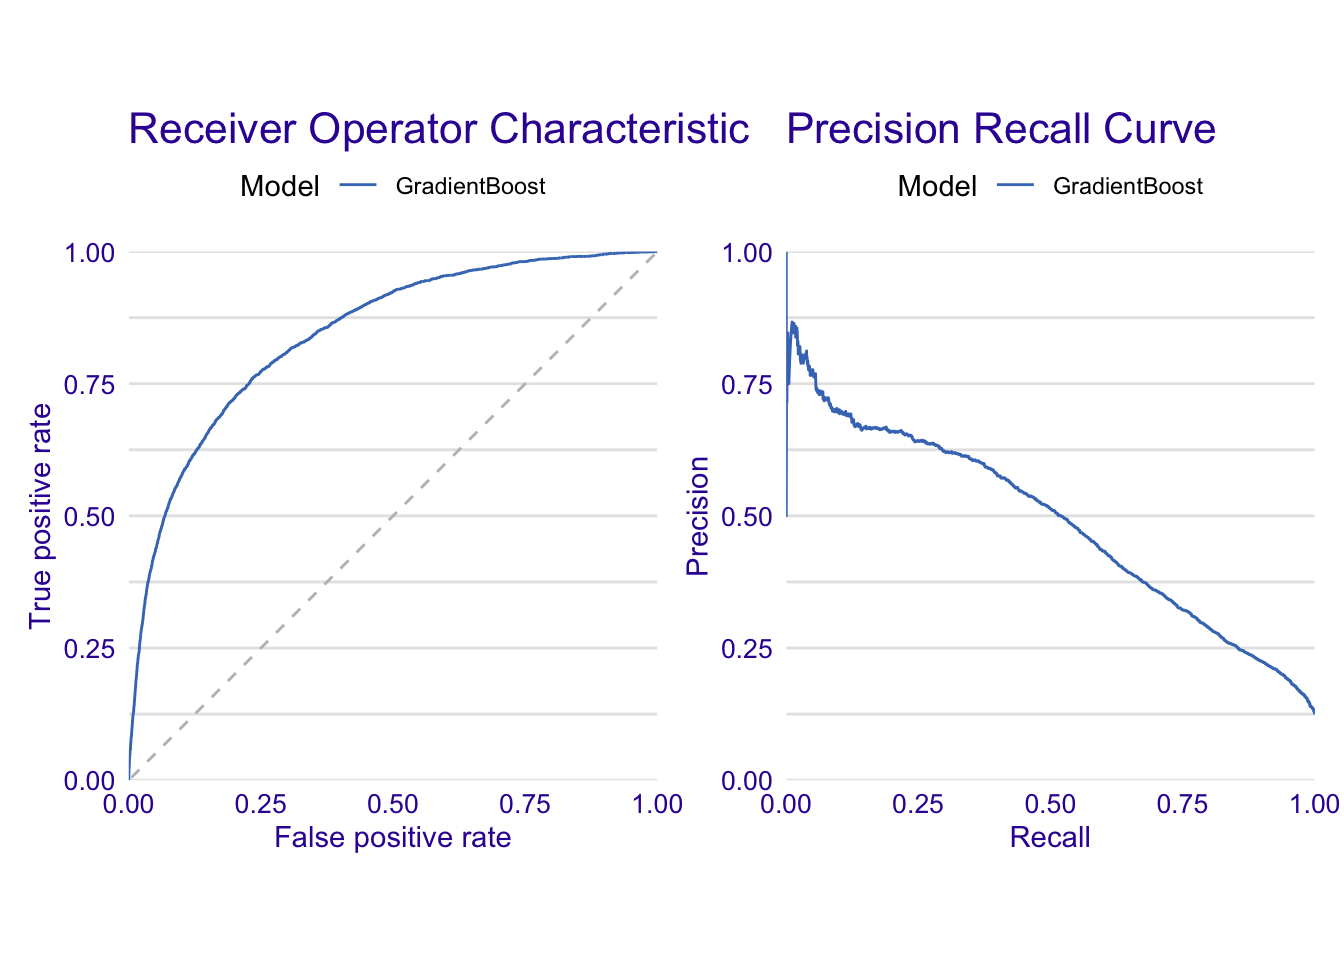 Receiver Operator Characteristic
Model GradientBoost
True positive rate
1.00
0.75
0.50
0.25
0.00
0.00 0.25 0.50 0.75 1.00
False positive rate
Precision Recall Curve
Model GradientBoost
Precision
1.00
0.75
0.50
0.25
0.00
0.00 0.25 0.50 0.75 1.00
Recall